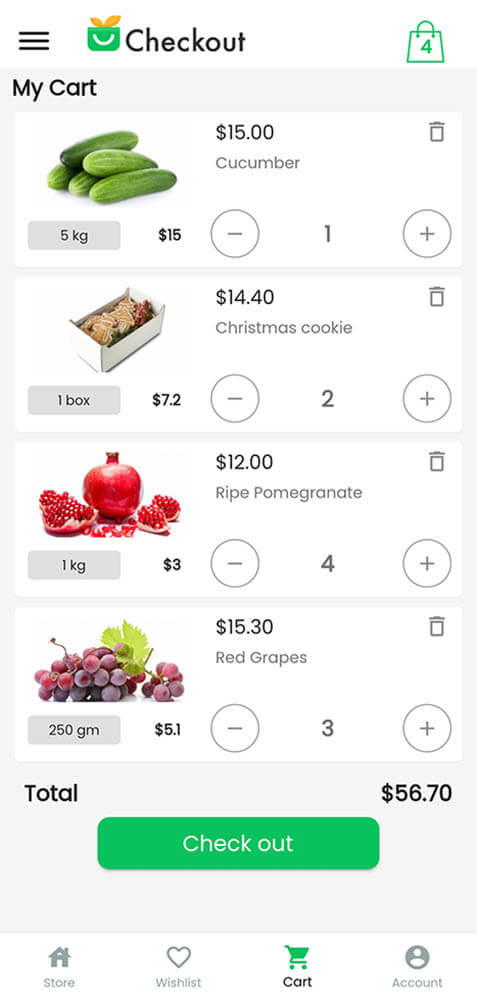 Checkout
4
My Cart
$15.00
Cucumber
5 kg $15 1
$14.40
Christmas cookie
1 box $7.2 2
$12.00
Ripe Pomegranate
1 kg $3 4
$15.30
Red Grapes
250 gm $5.1 3
Total $56.70
Check out
Store Wishlist Cart Account